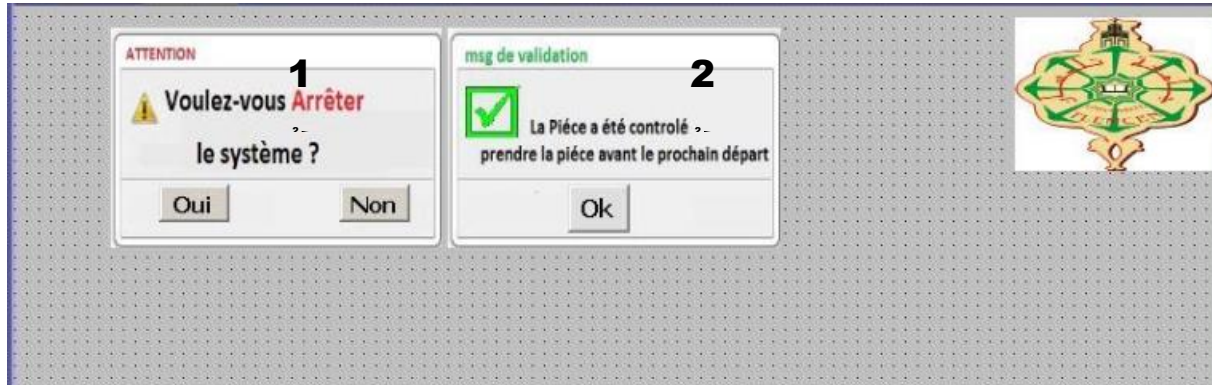 ATTENTION
1
Voulez-vous Arrêter
le système ?
Oui
Non
msg de validation
2
La Piéce a été controlé
prendre la piéce avant le prochain départ
Ok
TLEMCEN